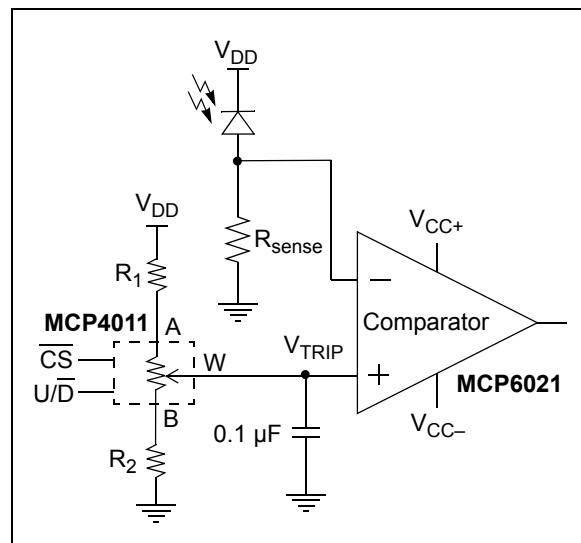 V_DD
V_DD
R_1
R_sense
V_CC+
MCP4011
A
Comparator
−
CS̅
W
V_TRIP
U/D̅
+
MCP6021
B
V_CC–
0.1 µF
R_2